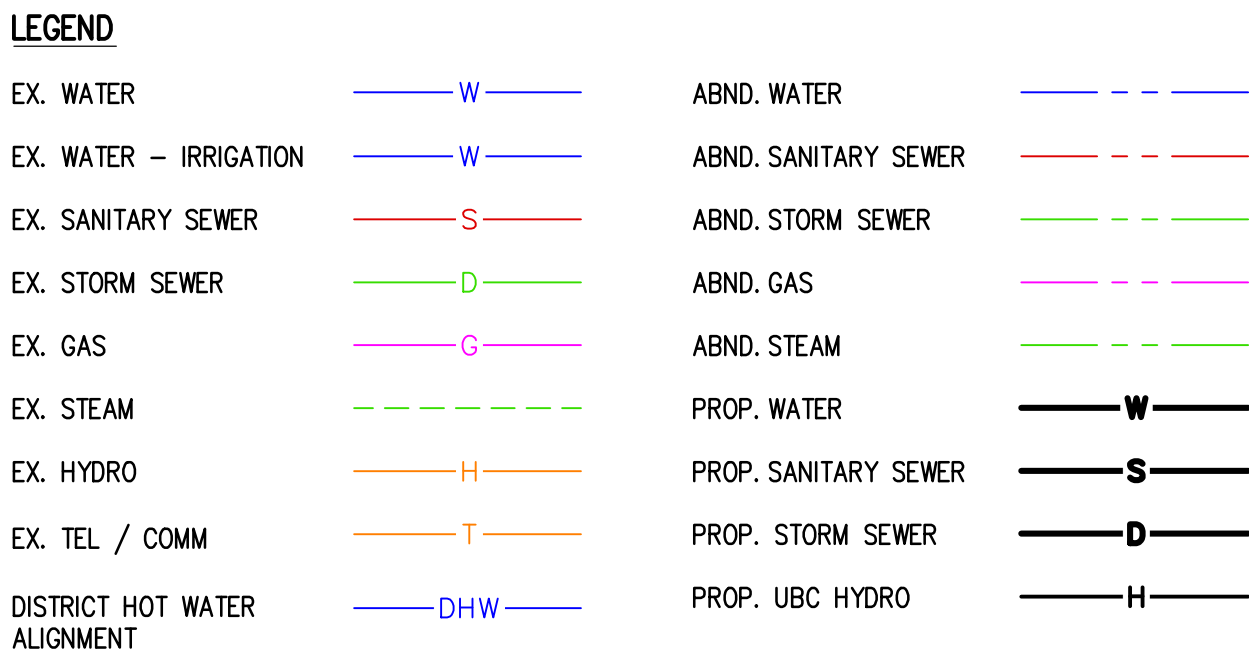 LEGEND
EX. WATER W
EX. WATER - IRRIGATION W
EX. SANITARY SEWER S
EX. STORM SEWER D
EX. GAS G
EX. STEAM
EX. HYDRO H
EX. TEL / COMM T
DISTRICT HOT WATER DHW
ALIGNMENT
ABND. WATER
ABND. SANITARY SEWER
ABND. STORM SEWER
ABND. GAS
ABND. STEAM
PROP. WATER W
PROP. SANITARY SEWER S
PROP. STORM SEWER D
PROP. UBC HYDRO H